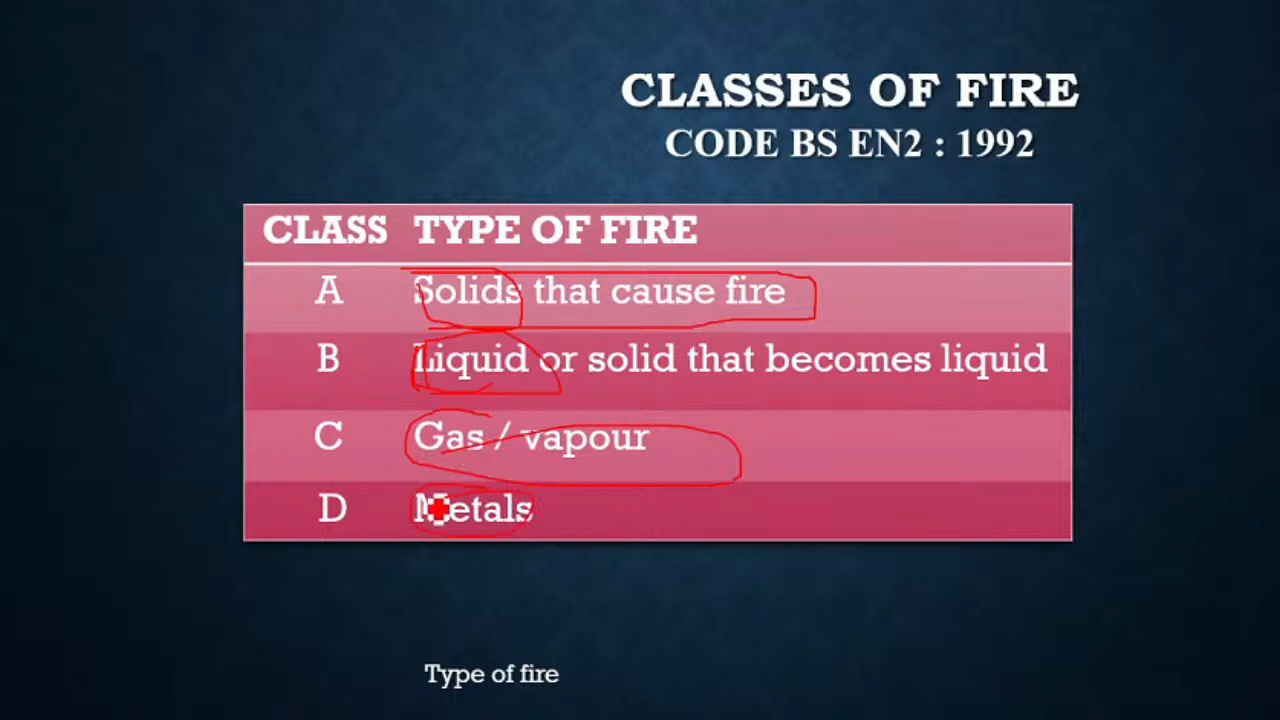 CLASSES OF FIRE
CODE BS EN2 : 1992
CLASS TYPE OF FIRE
A Solids that cause fire
B Liquid or solid that becomes liquid
C Gas / vapour
D Metals
Type of fire